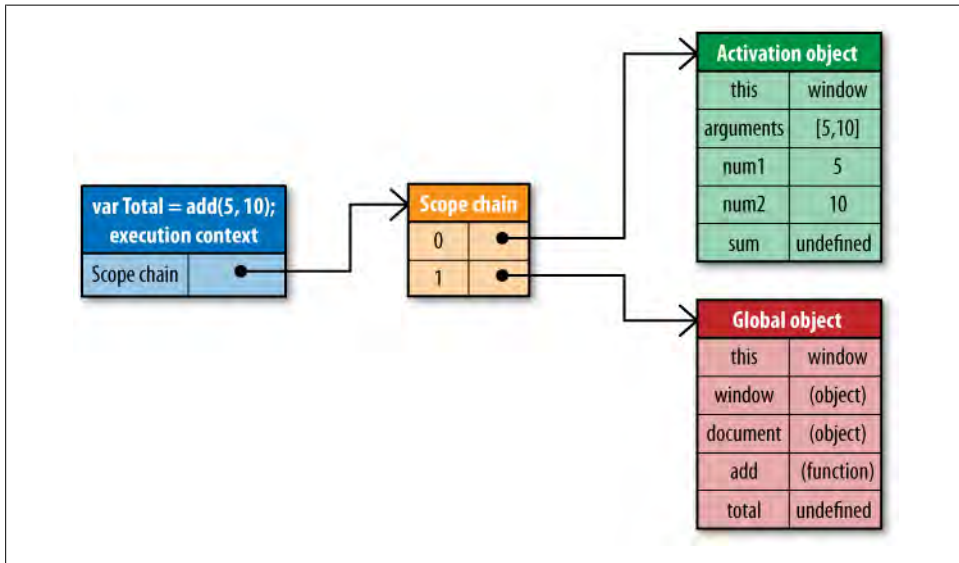 var Total = add(5, 10);
execution context
Scope chain
Scope chain
0
1
Activation object
this window
arguments [5,10]
num1 5
num2 10
sum undefined
Global object
this window
window (object)
document (object)
add (function)
total undefined